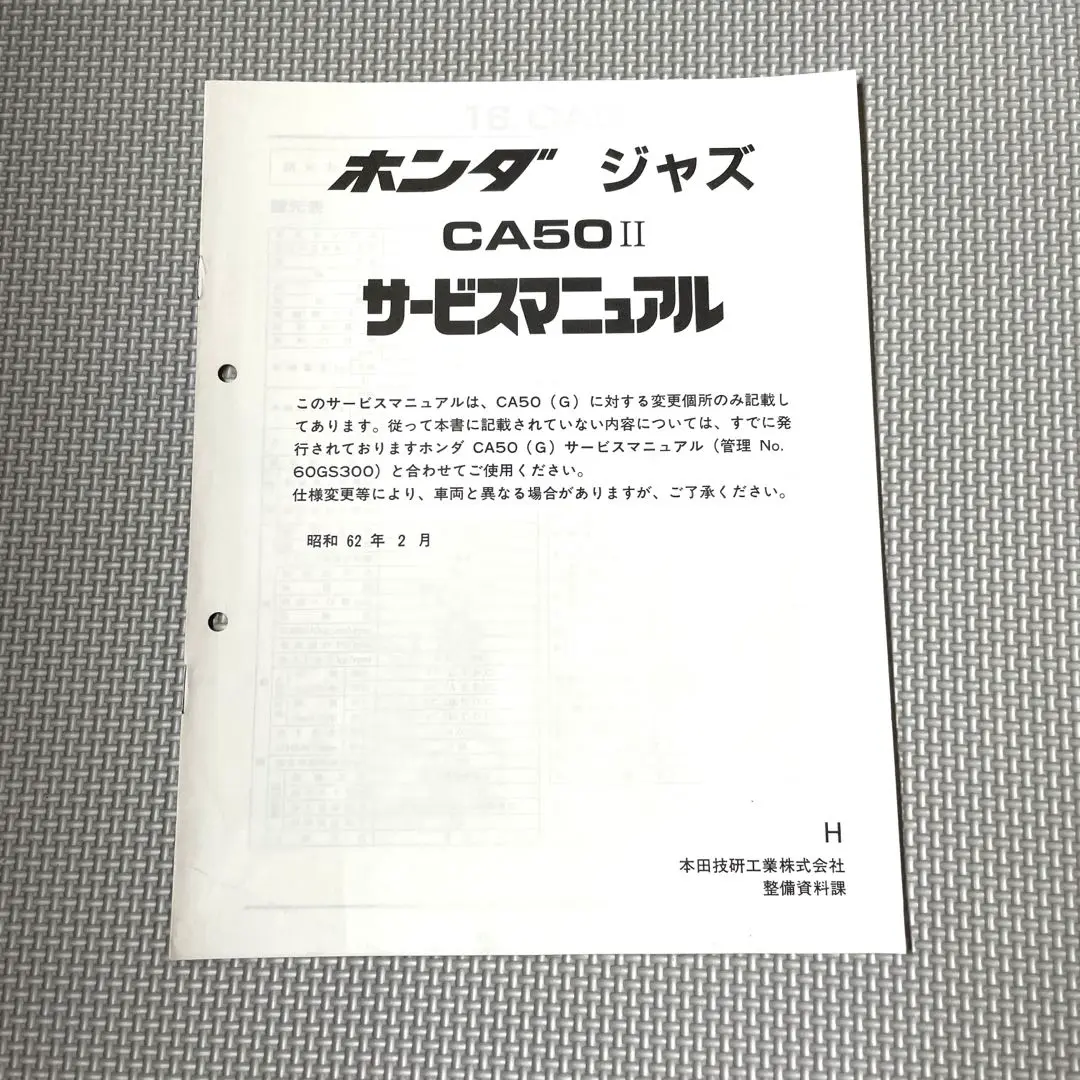 ホンダ ジャズ
CA50 II
サービスマニュアル
このサービスマニュアルは、CA50（G）に対する変更個所のみ記載し
てあります。従って本書に記載されていない内容については、すでに発
行されておりますホンダ CA50（G）サービスマニュアル（管理 No.
60GS300）と合わせてご使用ください。
仕様変更等により、車両と異なる場合がありますが、ご了承ください。
昭和 62 年 2 月
H
本田技研工業株式会社
整備資料課